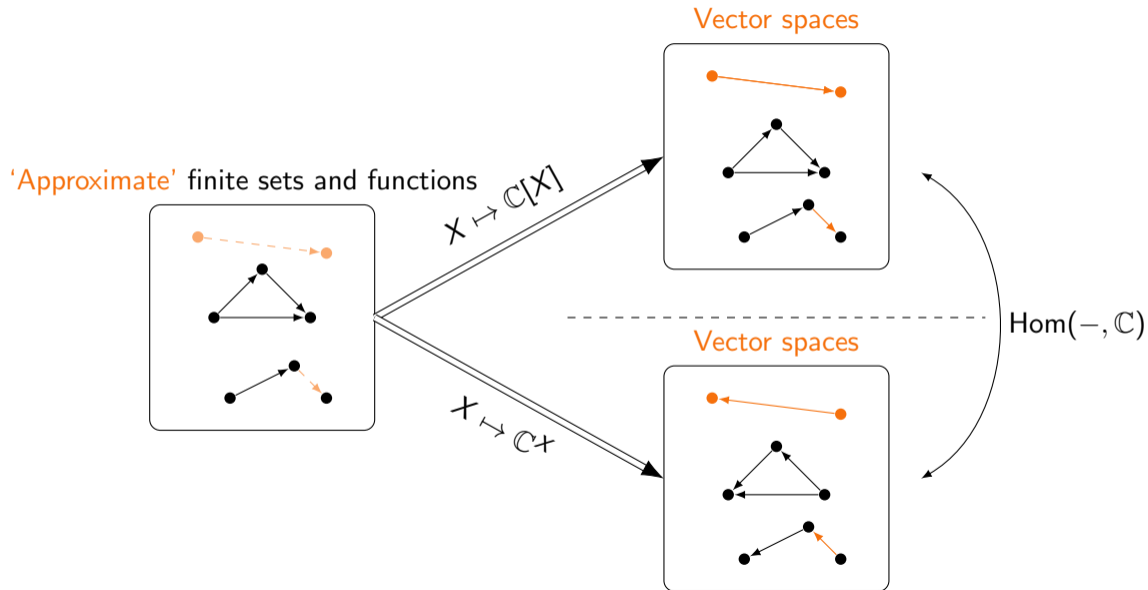 Vector spaces
‘Approximate’ finite sets and functions
X ↦ ℂ[X]
Hom(−, ℂ)
Vector spaces
X ↦ ℂ^X